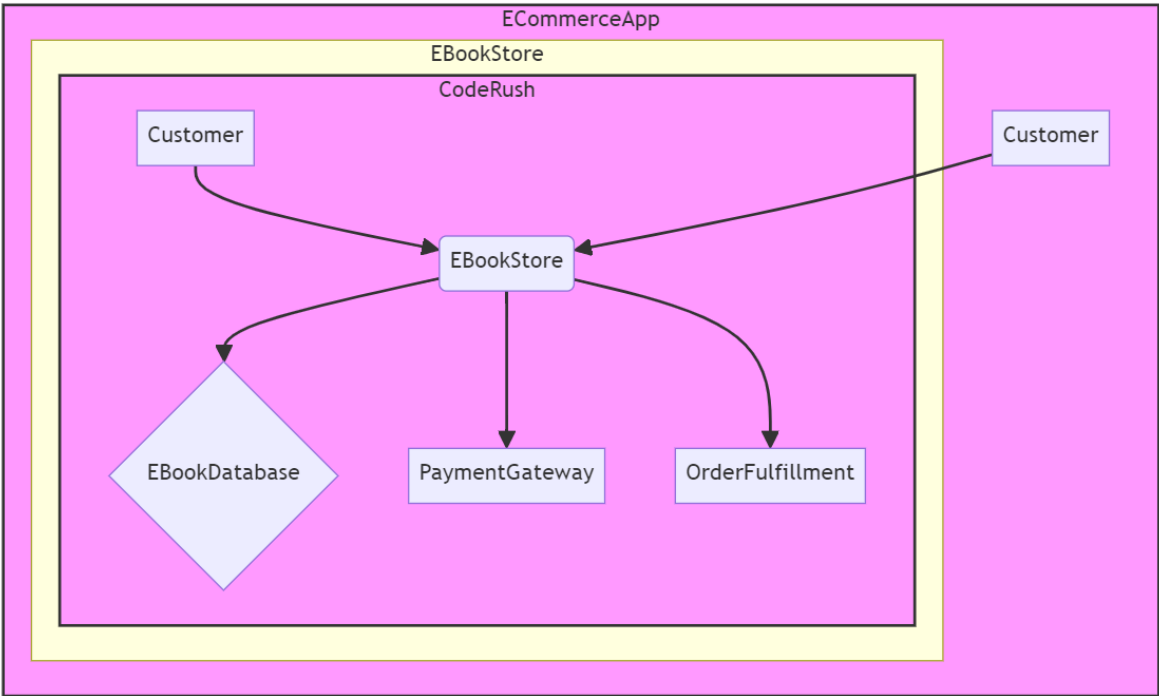 ECommerceApp
EBookStore
CodeRush
Customer
Customer
EBookStore
EBookDatabase
PaymentGateway
OrderFulfillment